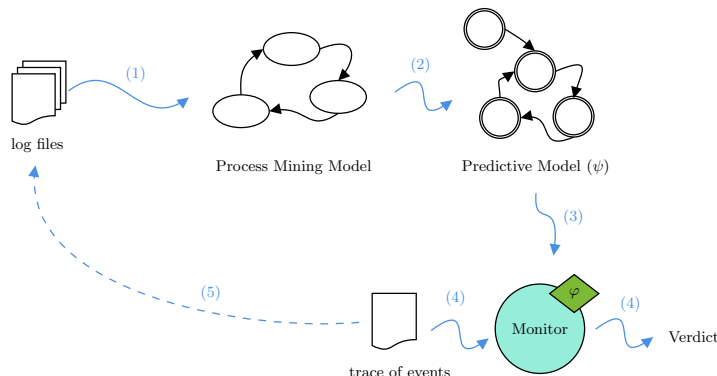 (1)
(2)
log files
Process Mining Model
Predictive Model (ψ)
(3)
(5)
(4)
φ
(4)
Monitor
Verdict
trace of events